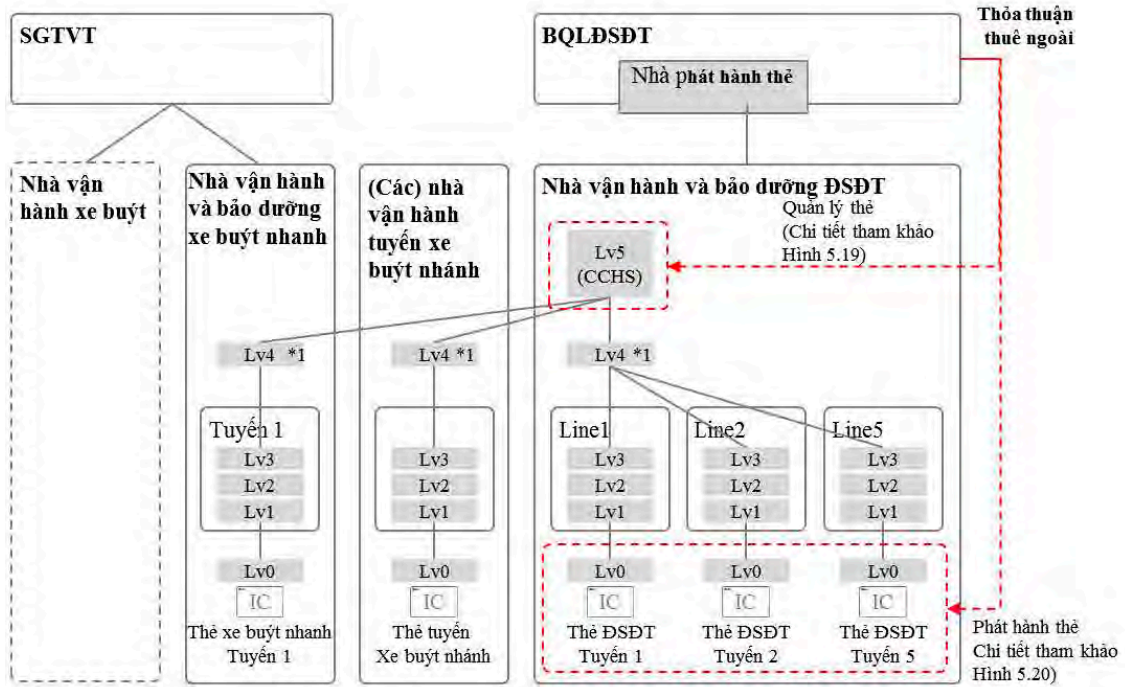 SGTVT
BQLĐSĐT
Nhà phát hành thẻ
Thỏa thuận
thuê ngoài
Nhà vận
hành xe buýt
Nhà vận hành
và bảo dưỡng
xe buýt nhanh
(Các) nhà
vận hành
tuyến xe
buýt nhánh
Nhà vận hành và bảo dưỡng ĐSĐT
Quản lý thẻ
(Chi tiết tham khảo
Hình 5.19)
Lv5
(CCHS)
Lv4 *1
Lv4 *1
Lv4 *1
Tuyến 1
Line1
Line2
Line5
Lv3
Lv3
Lv3
Lv3
Lv3
Lv2
Lv2
Lv2
Lv2
Lv2
Lv1
Lv1
Lv1
Lv1
Lv1
Lv0
Lv0
Lv0
Lv0
Lv0
IC
IC
IC
IC
IC
Thẻ xe buýt nhanh
Tuyến 1
Thẻ tuyến
Xe buýt nhánh
Thẻ ĐSĐT
Tuyến 1
Thẻ ĐSĐT
Tuyến 2
Thẻ ĐSĐT
Tuyến 5
Phát hành thẻ
Chi tiết tham khảo
Hình 5.20)